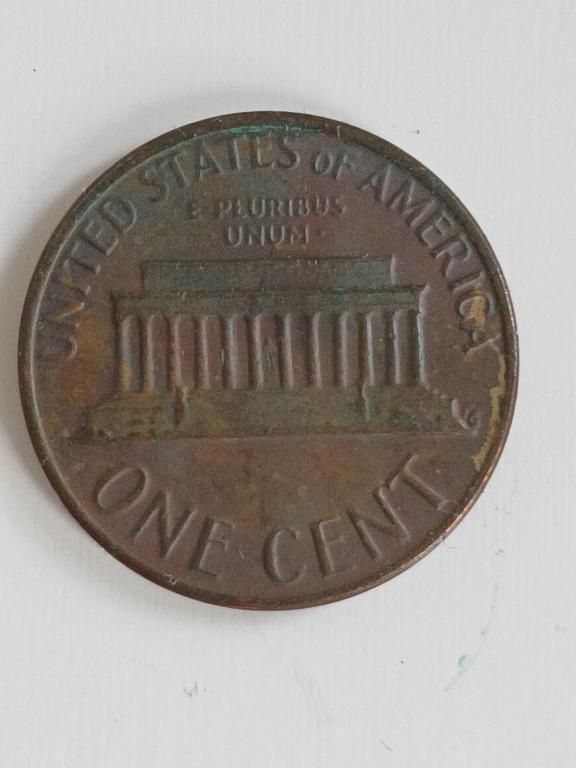 UNITED STATES OF AMERICA
E PLURIBUS
UNUM
ONE CENT